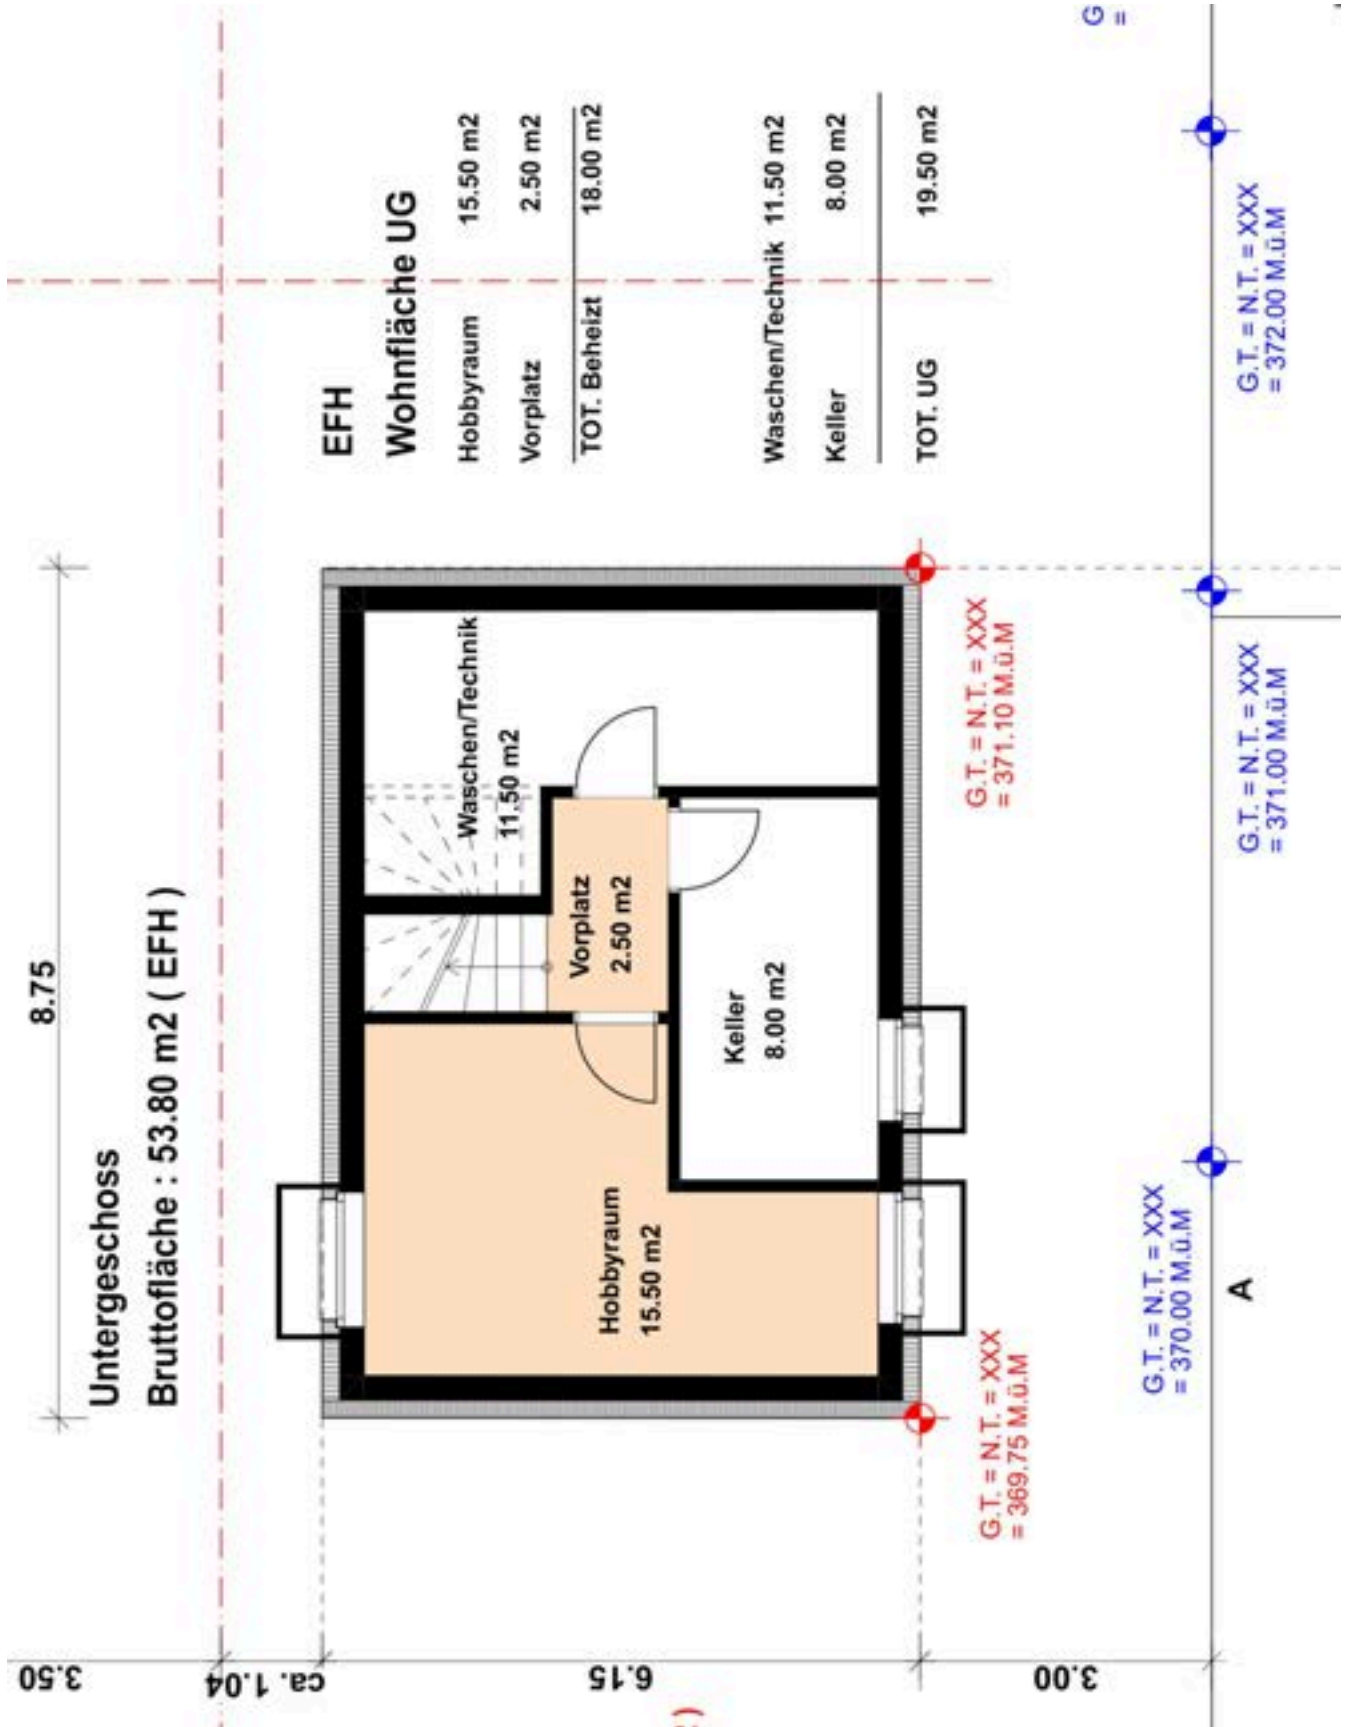 8.75
Untergeschoss
Bruttofläche : 53.80 m2 ( EFH )
EFH
Wohnfläche UG
Hobbyraum 15.50 m2
Vorplatz 2.50 m2
TOT. Beheizt 18.00 m2
Waschen/Technik 11.50 m2
Keller 8.00 m2
TOT. UG 19.50 m2
Waschen/Technik
11.50 m2
Vorplatz
2.50 m2
Keller
8.00 m2
Hobbyraum
15.50 m2
G.T. = N.T. = XXX
= 369.75 M.ü.M
G.T. = N.T. = XXX
= 371.10 M.ü.M
G.T. = N.T. = XXX
= 370.00 M.ü.M
G.T. = N.T. = XXX
= 371.00 M.ü.M
G.T. = N.T. = XXX
= 372.00 M.ü.M
G
=
A
3.50
ca. 1.04
6.15
3.00
)